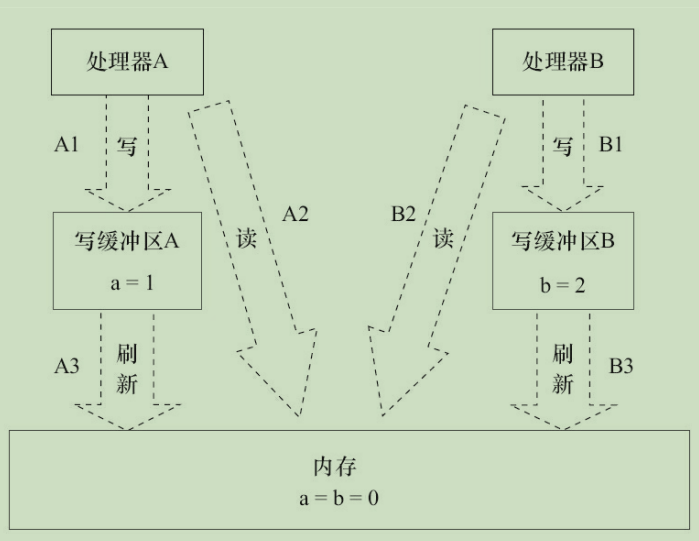 处理器A
处理器B
A1
写
写
B1
A2
B2
读
读
写缓冲区A
a = 1
写缓冲区B
b = 2
A3
刷
新
刷
新
B3
内存
a = b = 0